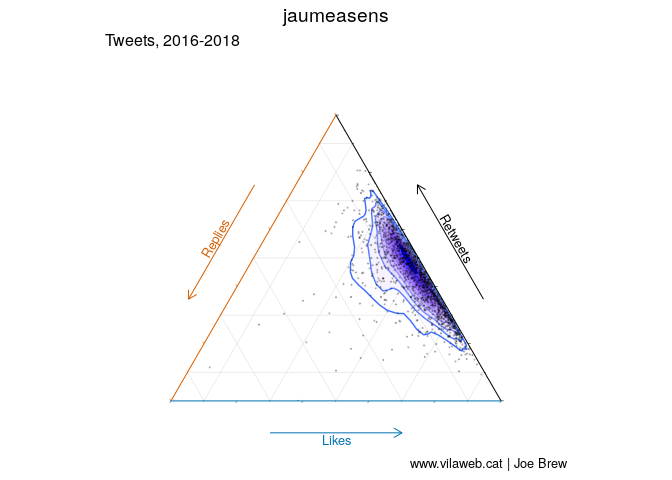 jaumeasens
Tweets, 2016-2018
Replies
Retweets
Likes
www.vilaweb.cat | Joe Brew